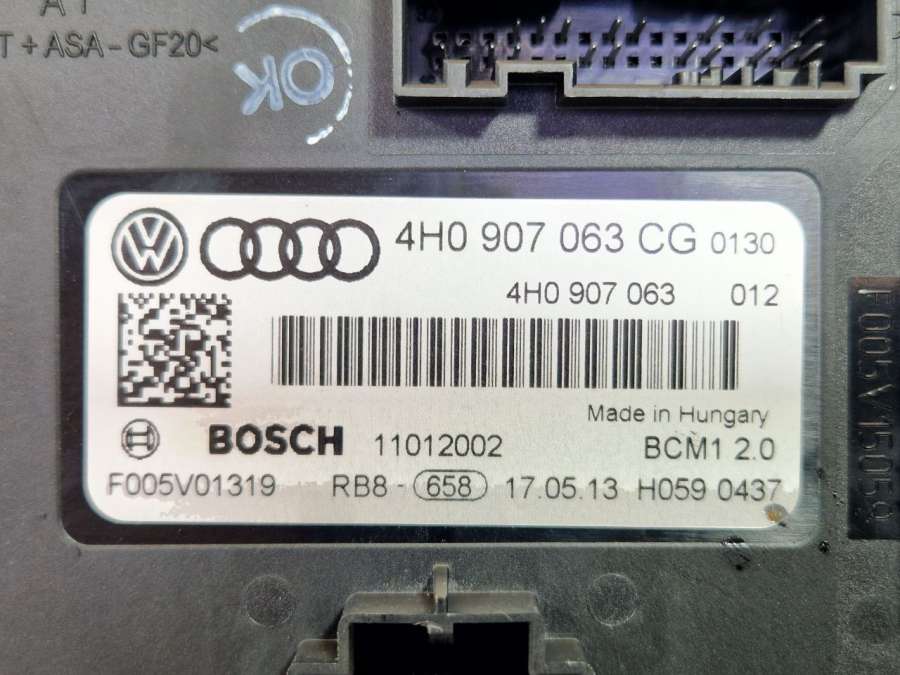 T + ASA - GF20<
OK
4H0 907 063 CG 0130
4H0 907 063 012
Made in Hungary
BOSCH 11012002 BCM1 2.0
F005V01319 RB8 - 658 17.05.13 H059 0437